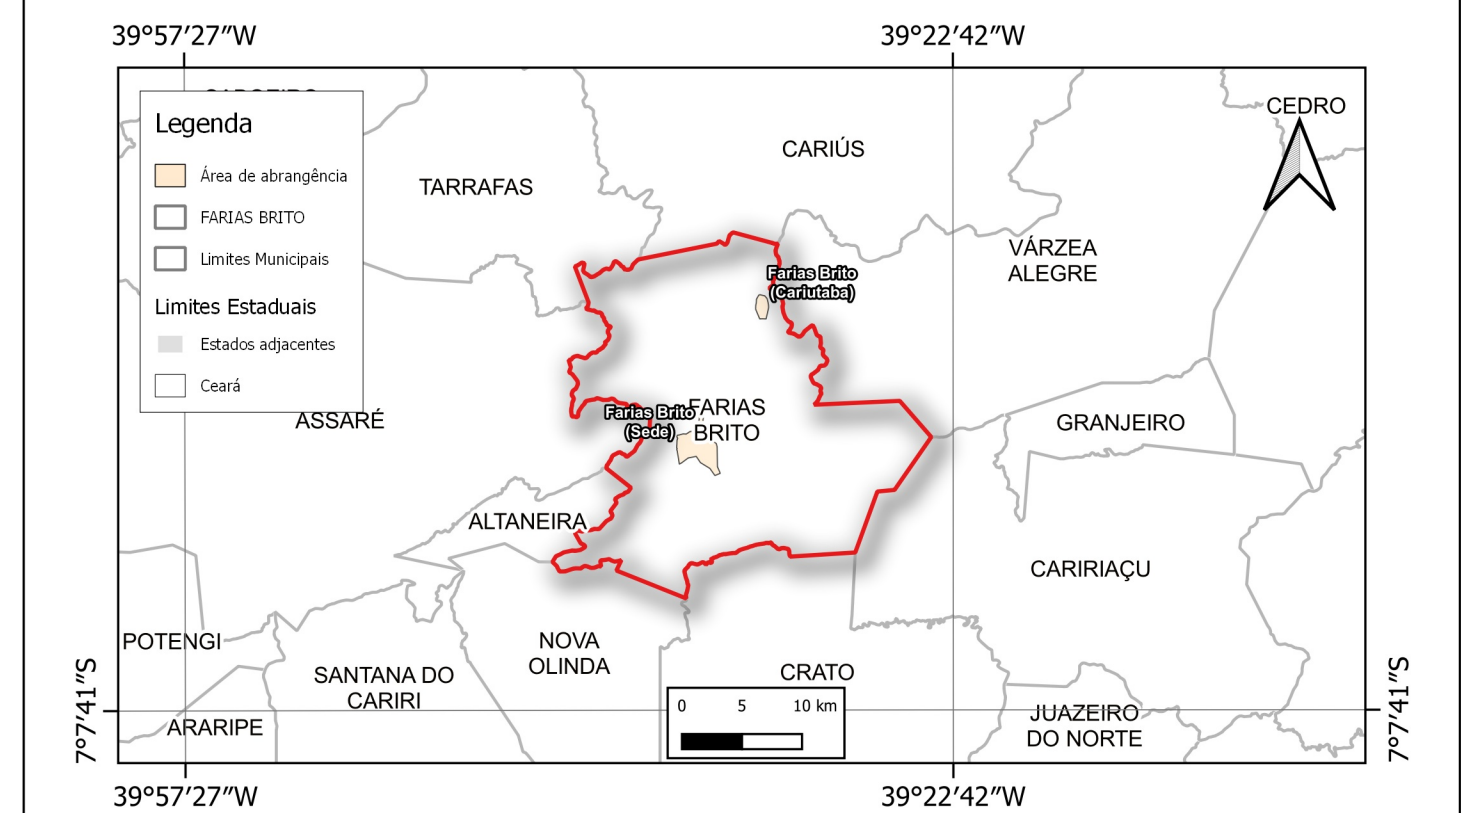 39°57'27"W
39°22'42"W
CEDRO
Legenda
CARIÚS
Área de abrangência
TARRAFAS
FARIAS BRITO
VÁRZEA
ALEGRE
Limites Municipais
Farias Brito
(Cariutaba)
Limites Estaduais
Estados adjacentes
Ceará
ASSARÉ
Farias Brito
(Sede)
FARIAS
BRITO
GRANJEIRO
ALTANEIRA
CARIRIAÇU
POTENGI
NOVA
OLINDA
SANTANA DO
CARIRI
CRATO
7°7'41"S
7°7'41"S
0 5 10 km
ARARIPE
JUAZEIRO
DO NORTE
39°57'27"W
39°22'42"W